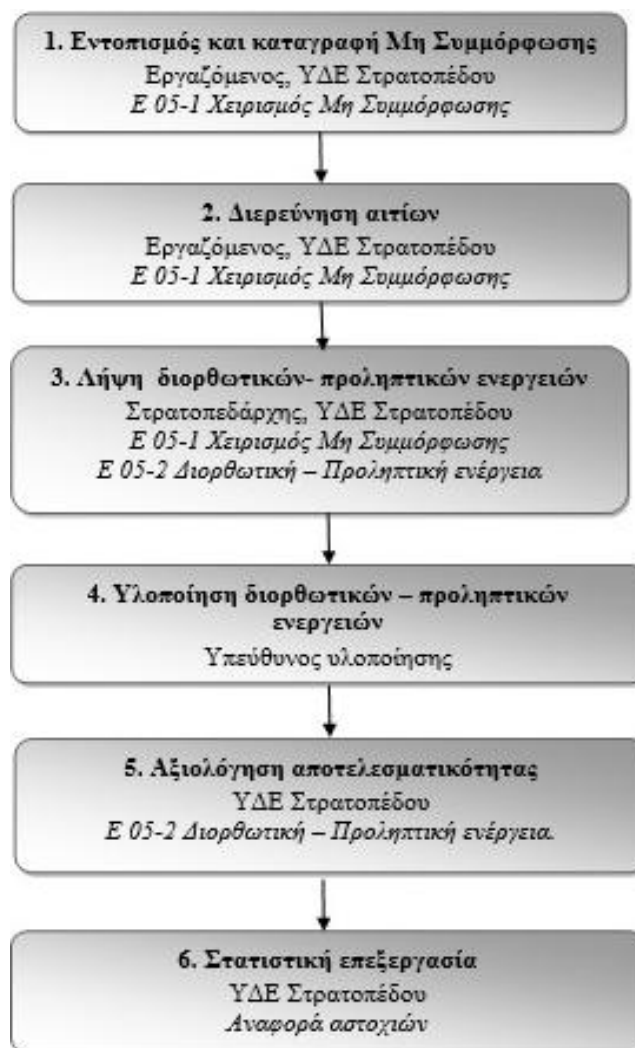 1. Εντοπισμός και καταγραφή Μη Συμμόρφωσης
Εργαζόμενος, ΥΔΕ Στρατοπέδου
Ε 05-1 Χειρισμός Μη Συμμόρφωσης
2. Διερεύνηση αιτίων
Εργαζόμενος, ΥΔΕ Στρατοπέδου
Ε 05-1 Χειρισμός Μη Συμμόρφωσης
3. Λήψη διορθωτικών- προληπτικών ενεργειών
Στρατοπεδάρχης, ΥΔΕ Στρατοπέδου
Ε 05-1 Χειρισμός Μη Συμμόρφωσης
Ε 05-2 Διορθωτική – Προληπτική ενέργεια
4. Υλοποίηση διορθωτικών – προληπτικών
ενεργειών
Υπεύθυνος υλοποίησης
5. Αξιολόγηση αποτελεσματικότητας
ΥΔΕ Στρατοπέδου
Ε 05-2 Διορθωτική – Προληπτική ενέργεια.
6. Στατιστική επεξεργασία
ΥΔΕ Στρατοπέδου
Αναφορά αστοχιών